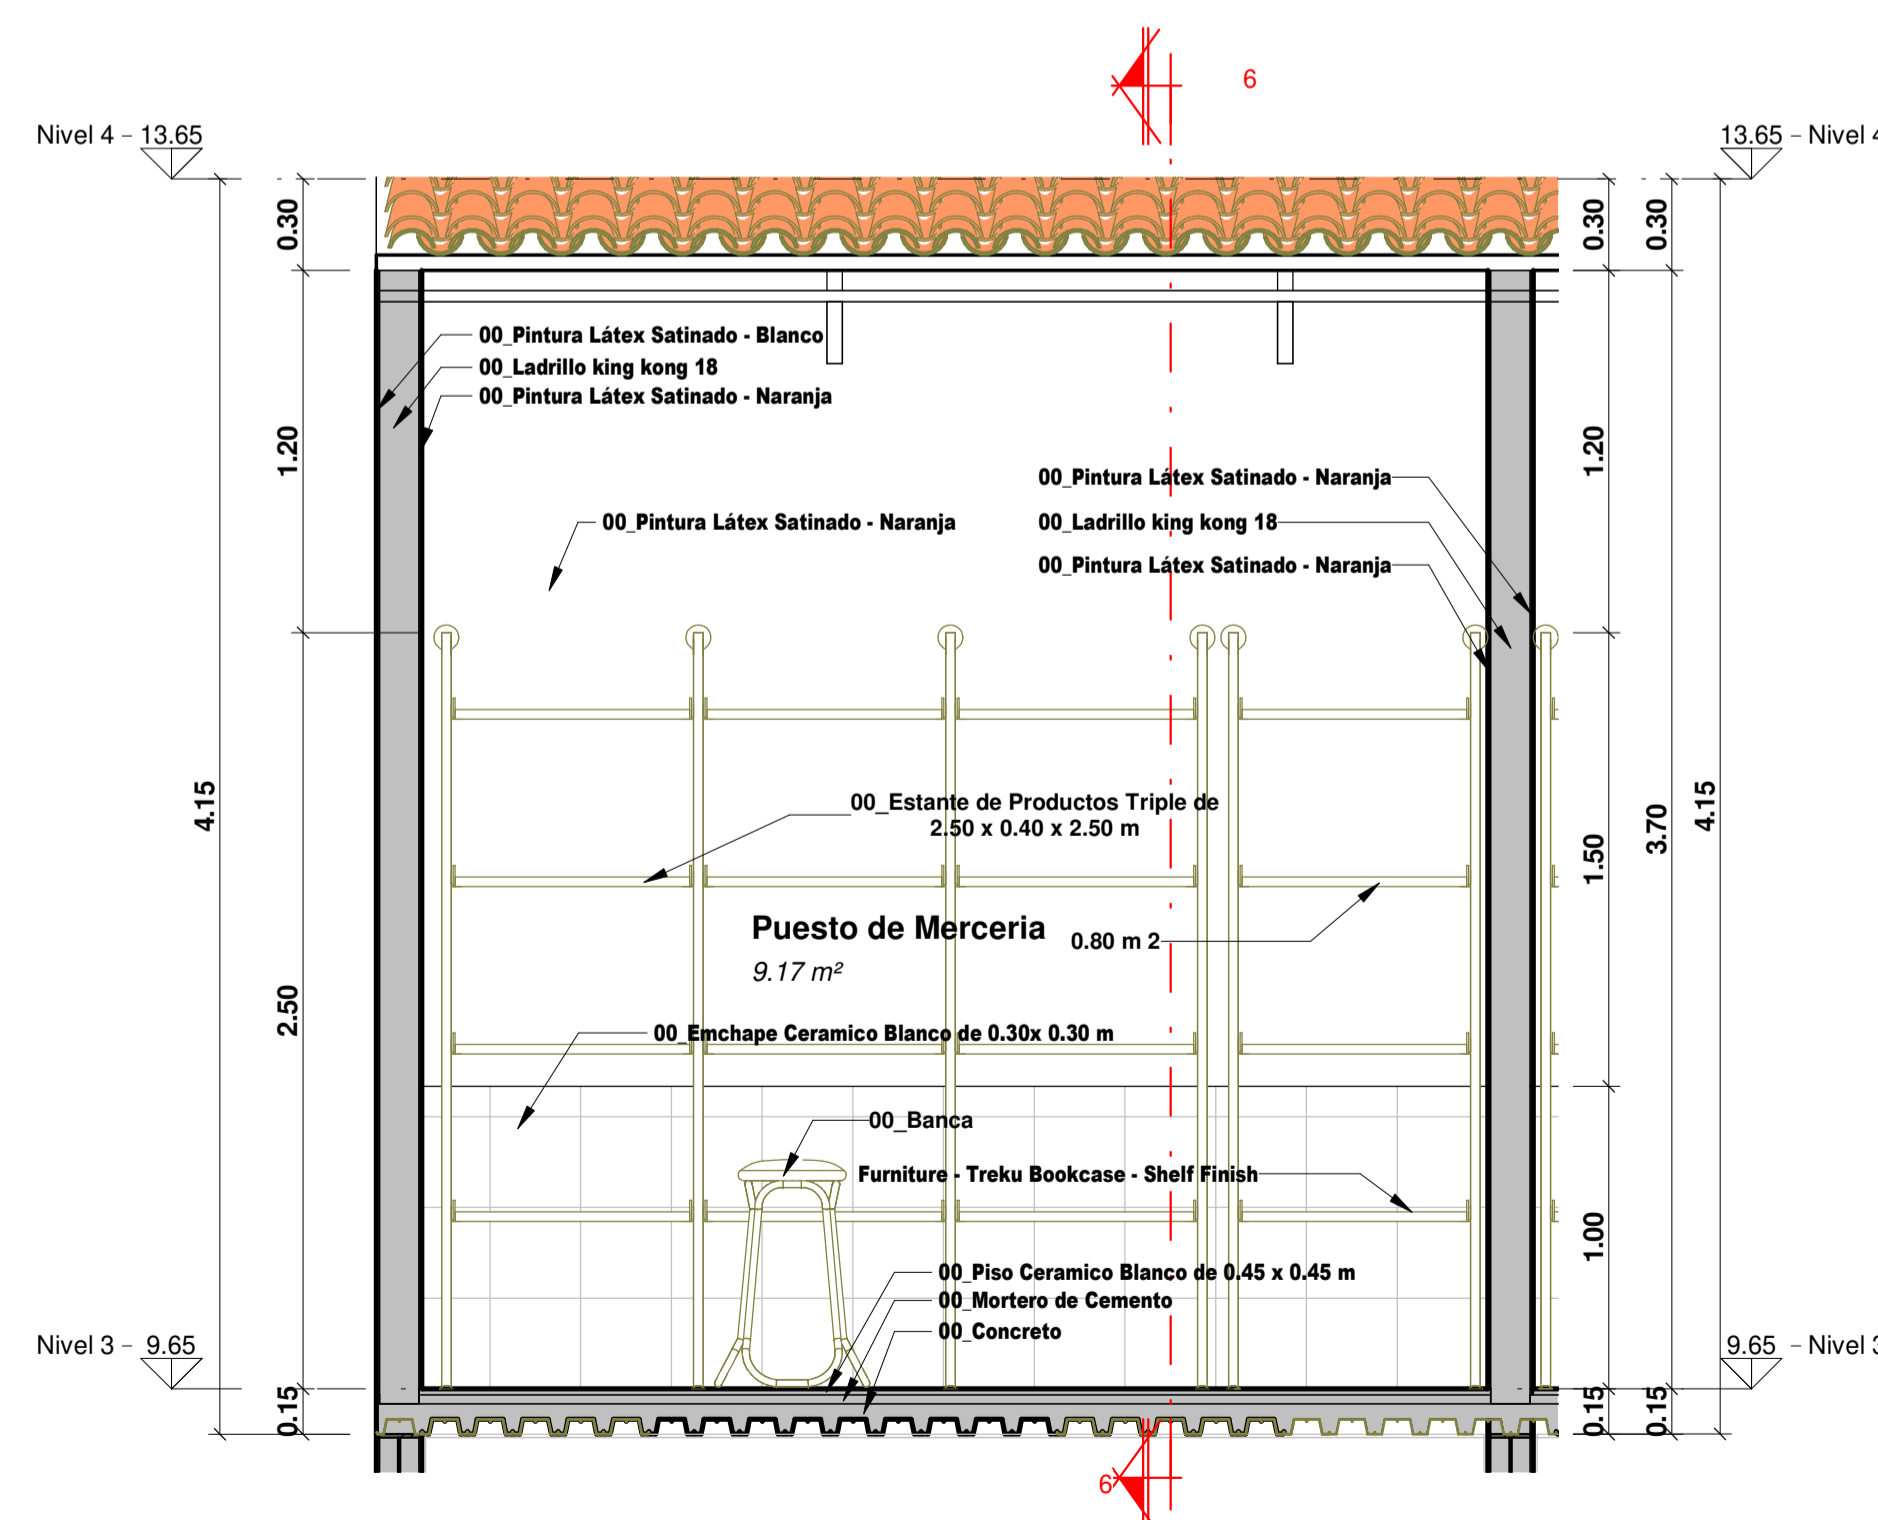 6
Nivel 4 - 13.65
13.65 - Nivel 4
0.30
0.30
0.30
00_Pintura Látex Satinado - Blanco
00_Ladrillo king kong 18
00_Pintura Látex Satinado - Naranja
1.20
1.20
00_Pintura Látex Satinado - Naranja
00_Pintura Látex Satinado - Naranja
00_Ladrillo king kong 18
00_Pintura Látex Satinado - Naranja
4.15
00_Estante de Productos Triple de
2.50 x 0.40 x 2.50 m
1.50
3.70
4.15
Puesto de Merceria
0.80 m 2
9.17 m²
2.50
00_Emchape Ceramico Blanco de 0.30x 0.30 m
00_Banca
Furniture - Treku Bookcase - Shelf Finish
1.00
00_Piso Ceramico Blanco de 0.45 x 0.45 m
00_Mortero de Cemento
00_Concreto
Nivel 3 - 9.65
9.65 - Nivel 3
0.15
0.15
0.15
6